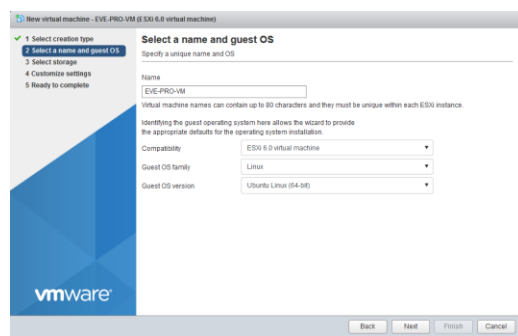 New virtual machine - EVE-PRO-VM (ESXi 6.0 virtual machine)
1 Select creation type
2 Select a name and guest OS
3 Select storage
4 Customize settings
5 Ready to complete
Select a name and guest OS
Specify a unique name and OS
Name
EVE-PRO-VM
Virtual machine names can contain up to 80 characters and they must be unique within each ESXi instance.
Identifying the guest operating system here allows the wizard to provide
the appropriate defaults for the operating system installation.
Compatibility
ESXi 6.0 virtual machine
Guest OS family
Linux
Guest OS version
Ubuntu Linux (64-bit)
vmware
Back Next Finish Cancel